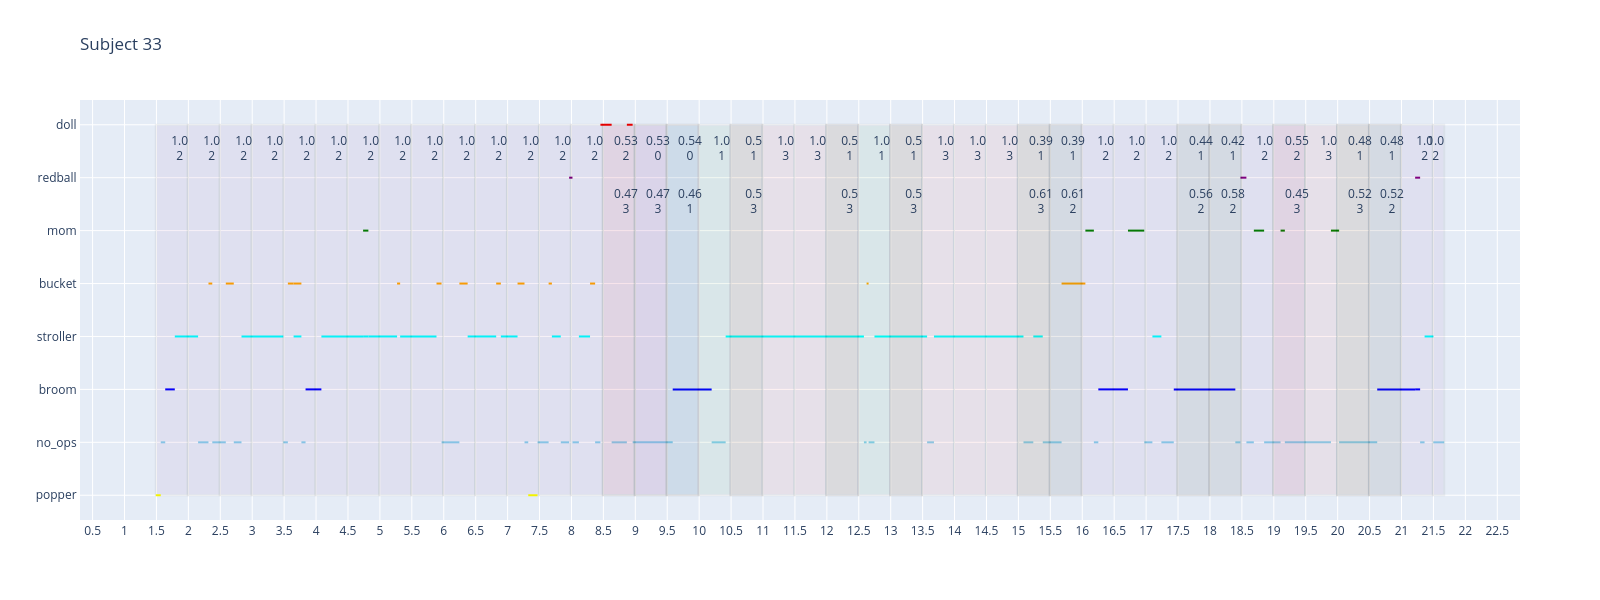 Subject 33
doll
1.0 1.0 1.0 1.0 1.0 1.0 1.0 1.0 1.0 1.0 1.0 1.0 1.0 1.0 0.53 0.53 0.54 1.0 0.5 1.0 1.0 0.5 1.0 0.5 1.0 1.0 1.0 0.39 0.39 1.0 1.0 1.0 0.44 0.42 1.0 0.55 1.0 0.48 0.48 1.0 1.0
2 2 2 2 2 2 2 2 2 2 2 2 2 2 2 0 0 1 1 3 3 1 1 1 3 3 3 1 1 2 2 2 1 1 2 2 3 1 1 2 2
redball
0.47 0.47 0.46 0.5 0.5 0.5 0.61 0.61 0.56 0.58 0.45 0.52 0.52
3 3 1 3 3 3 3 2 2 2 3 3 2
mom
bucket
stroller
broom
no_ops
popper
0.5 1 1.5 2 2.5 3 3.5 4 4.5 5 5.5 6 6.5 7 7.5 8 8.5 9 9.5 10 10.5 11 11.5 12 12.5 13 13.5 14 14.5 15 15.5 16 16.5 17 17.5 18 18.5 19 19.5 20 20.5 21 21.5 22 22.5